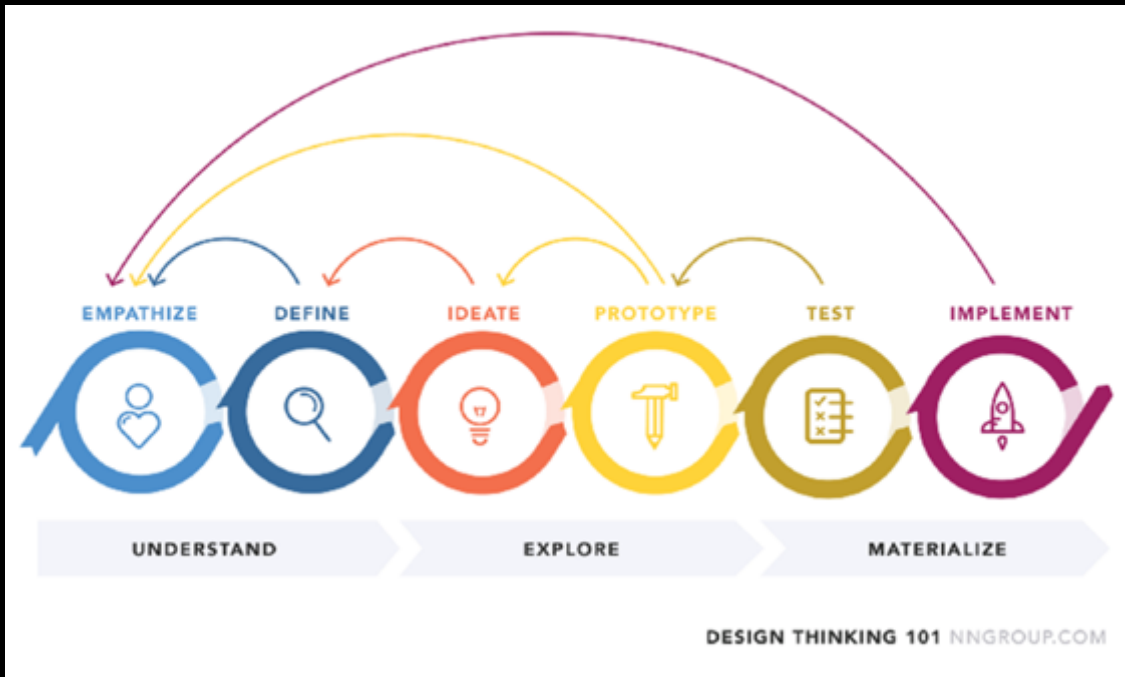 EMPATHIZE DEFINE IDEATE PROTOTYPE TEST IMPLEMENT
UNDERSTAND EXPLORE MATERIALIZE
DESIGN THINKING 101 NNGROUP.COM